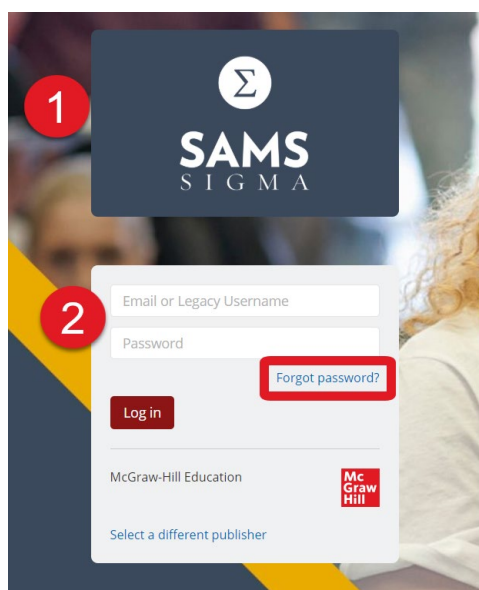 1
Σ
SAMS
SIGMA
2
Email or Legacy Username
Password
Forgot password?
Log in
McGraw-Hill Education
Mc
Graw
Hill
Select a different publisher